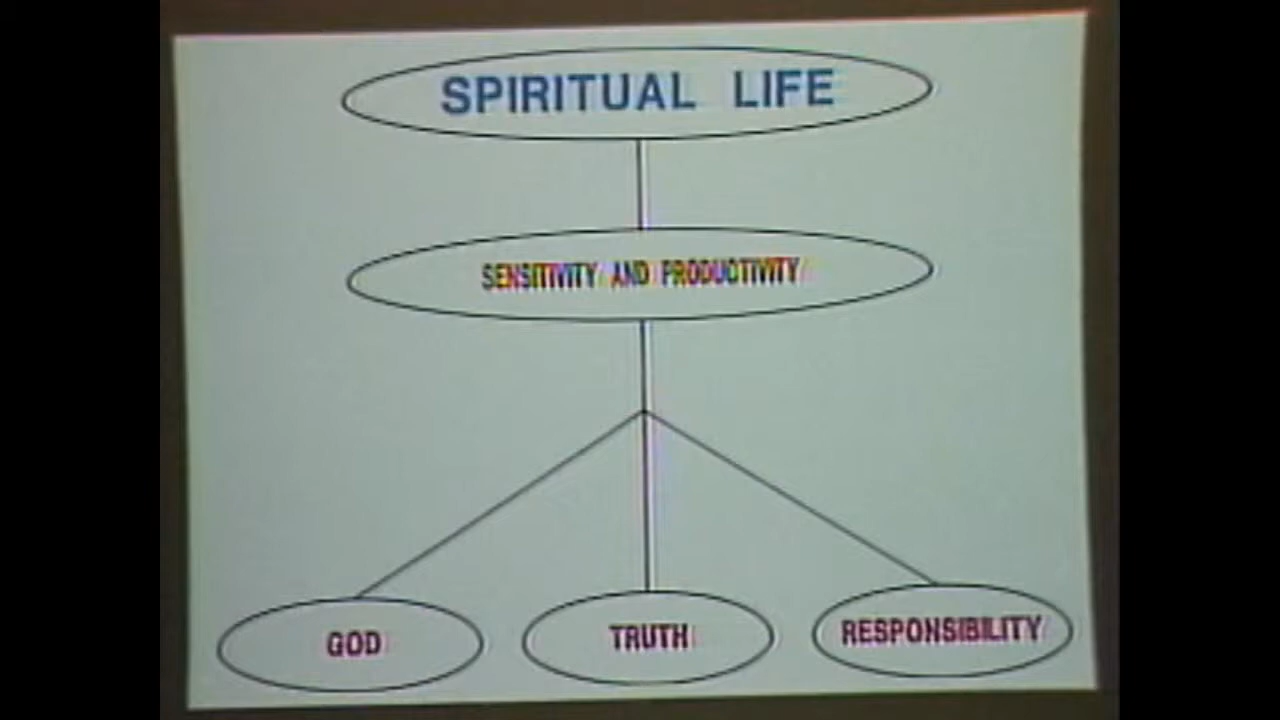 SPIRITUAL LIFE
SENSITIVITY AND PRODUCTIVITY
GOD
TRUTH
RESPONSIBILITY